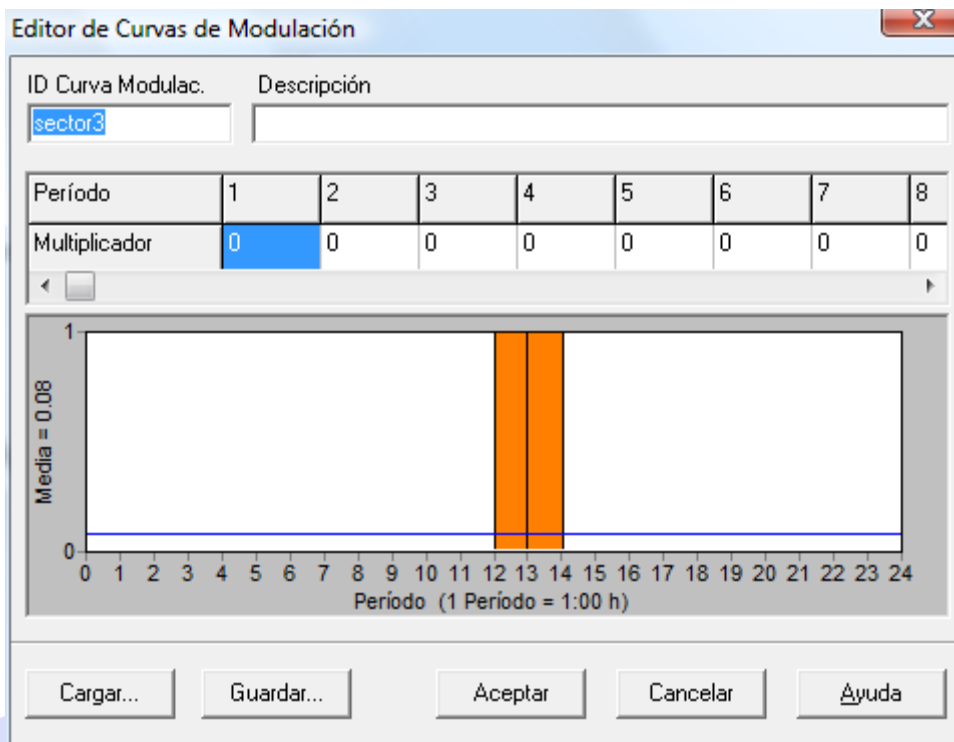 Editor de Curvas de Modulación
ID Curva Modulac. Descripción
sector3
Período 1 2 3 4 5 6 7 8
Multiplicador 0 0 0 0 0 0 0 0
1
Media = 0.08
0
0 1 2 3 4 5 6 7 8 9 10 11 12 13 14 15 16 17 18 19 20 21 22 23 24
Período (1 Período = 1:00 h)
Cargar... Guardar... Aceptar Cancelar Ayuda